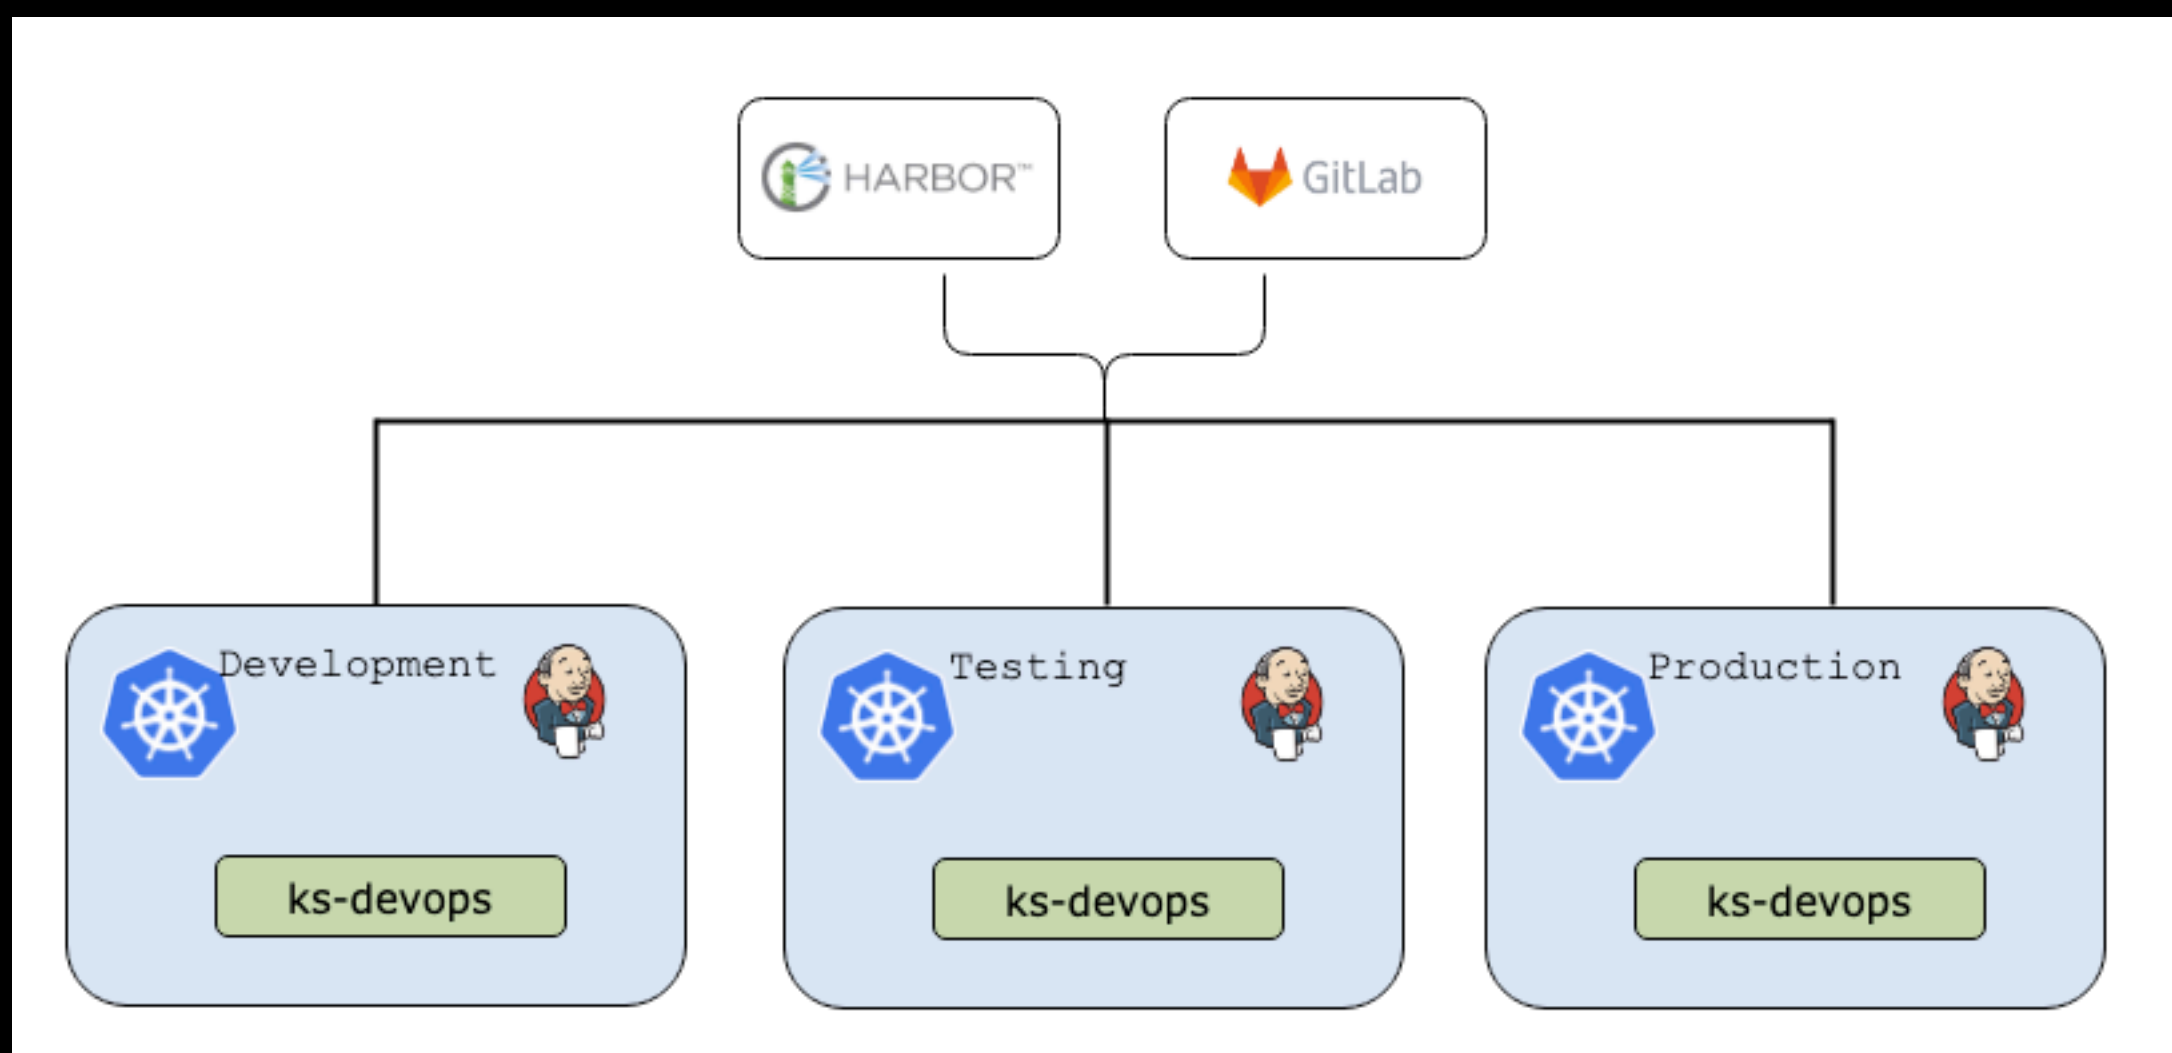 HARBOR™
GitLab
Development
Testing
Production
ks-devops
ks-devops
ks-devops